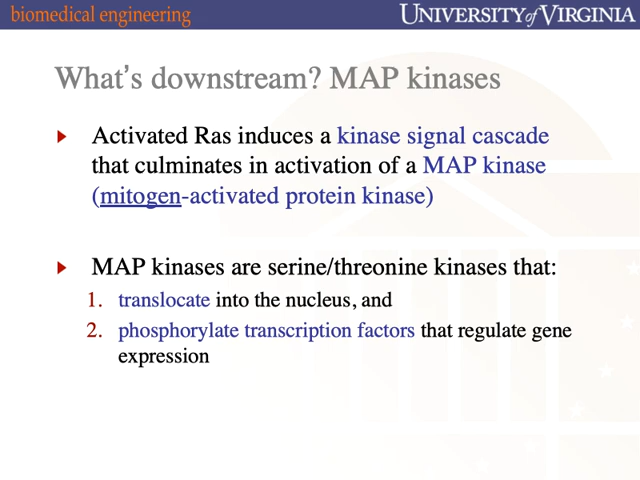 biomedical engineering
UNIVERSITY of VIRGINIA
What's downstream? MAP kinases
Activated Ras induces a kinase signal cascade
that culminates in activation of a MAP kinase
(mitogen-activated protein kinase)
MAP kinases are serine/threonine kinases that:
1. translocate into the nucleus, and
2. phosphorylate transcription factors that regulate gene
expression